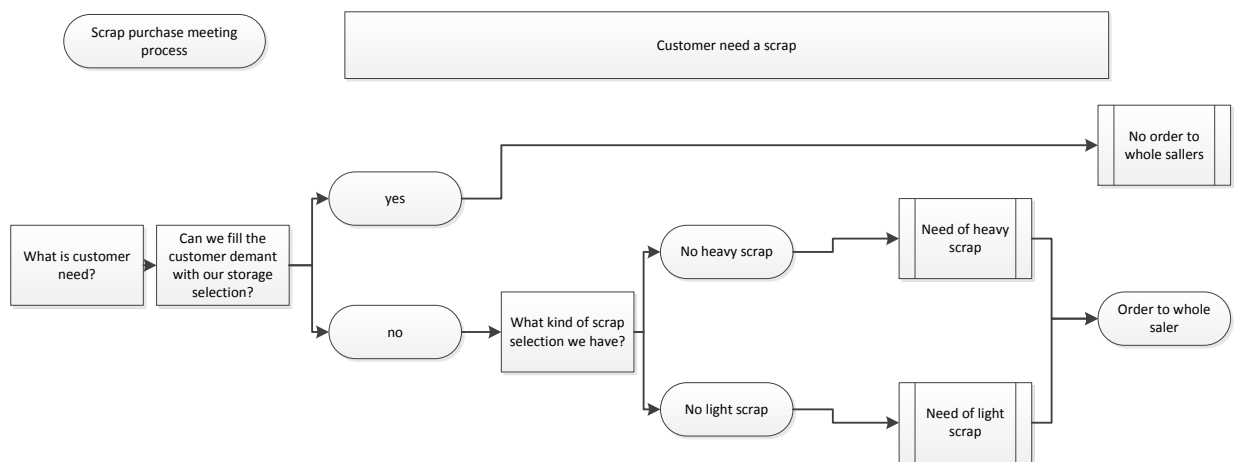 Scrap purchase meeting
process
Customer need a scrap
No order to
whole sallers
yes
What is customer
need?
Can we fill the
customer demant
with our storage
selection?
No heavy scrap
Need of heavy
scrap
no
What kind of scrap
selection we have?
Order to whole
saler
No light scrap
Need of light
scrap